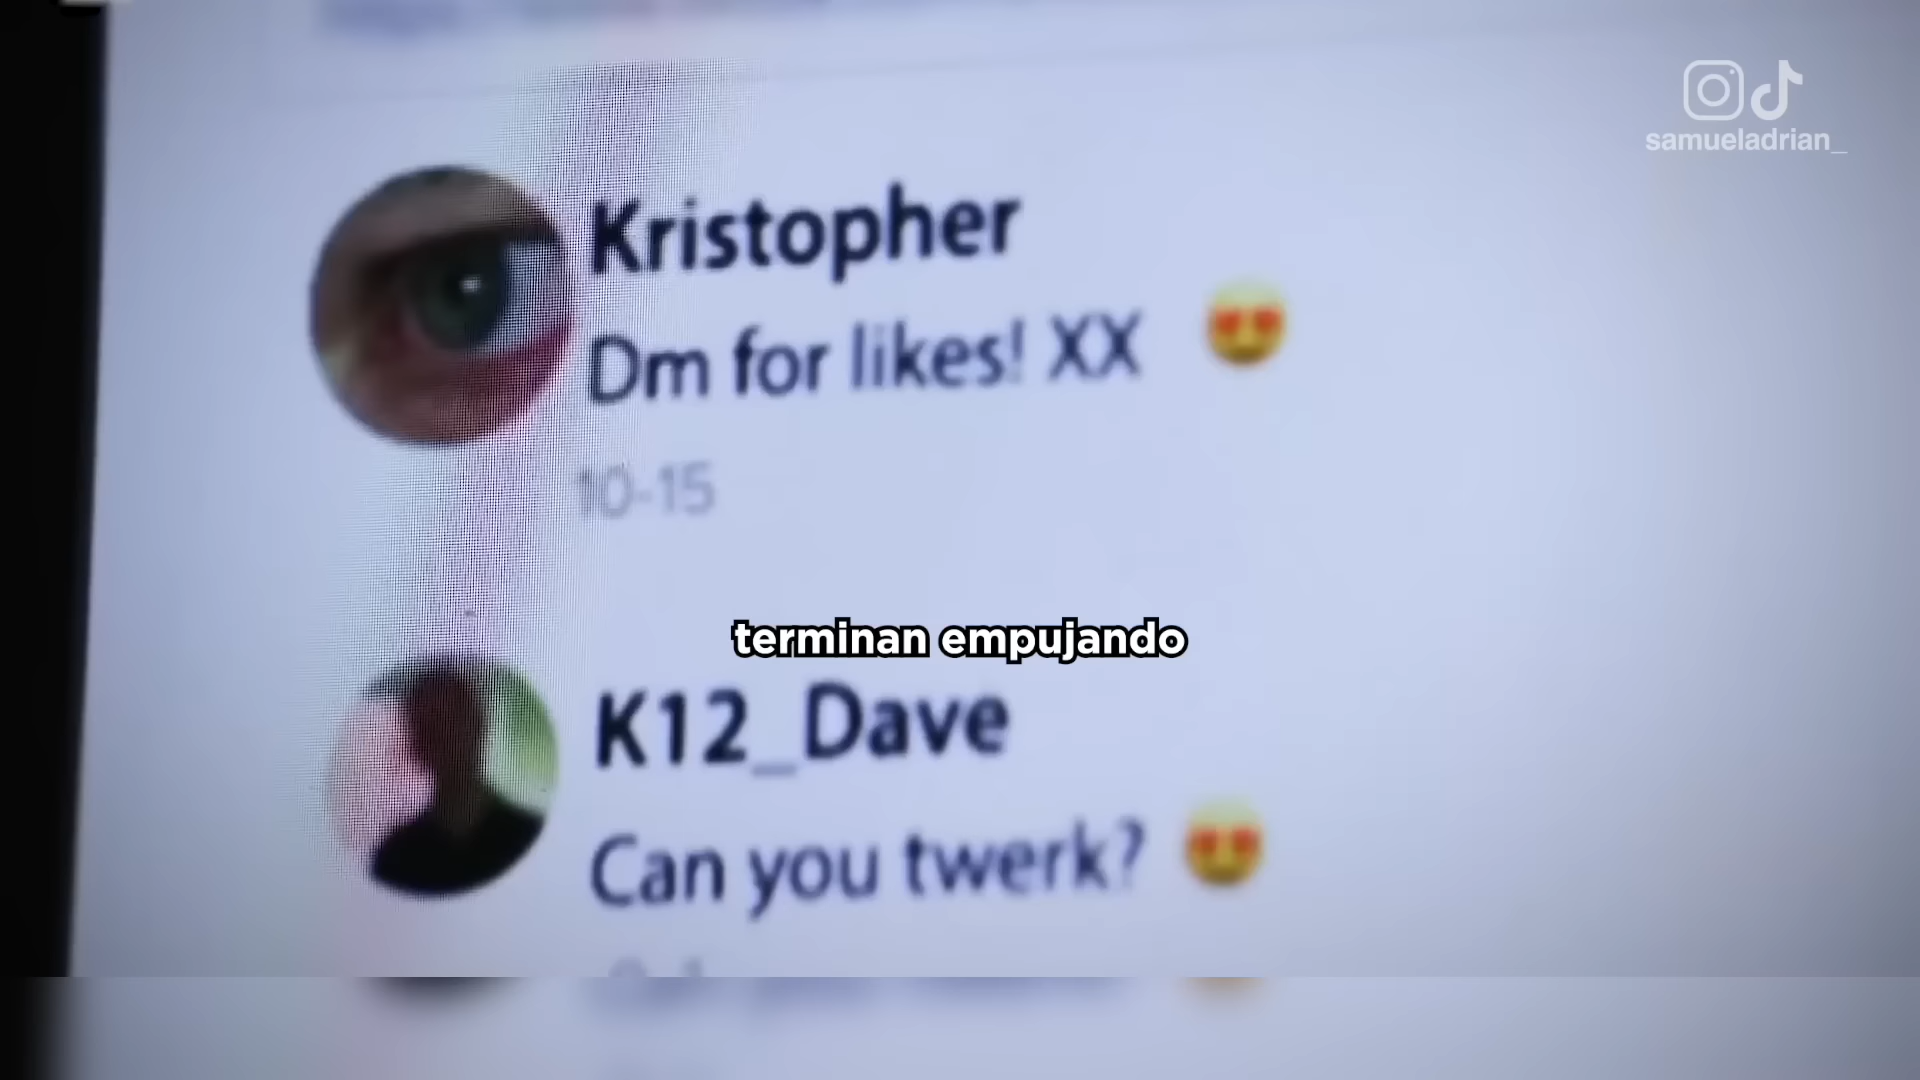 samueladrian_
Kristopher
Dm for likes! XX 😍
10-15
terminan empujando
K12_Dave
Can you twerk? 😍